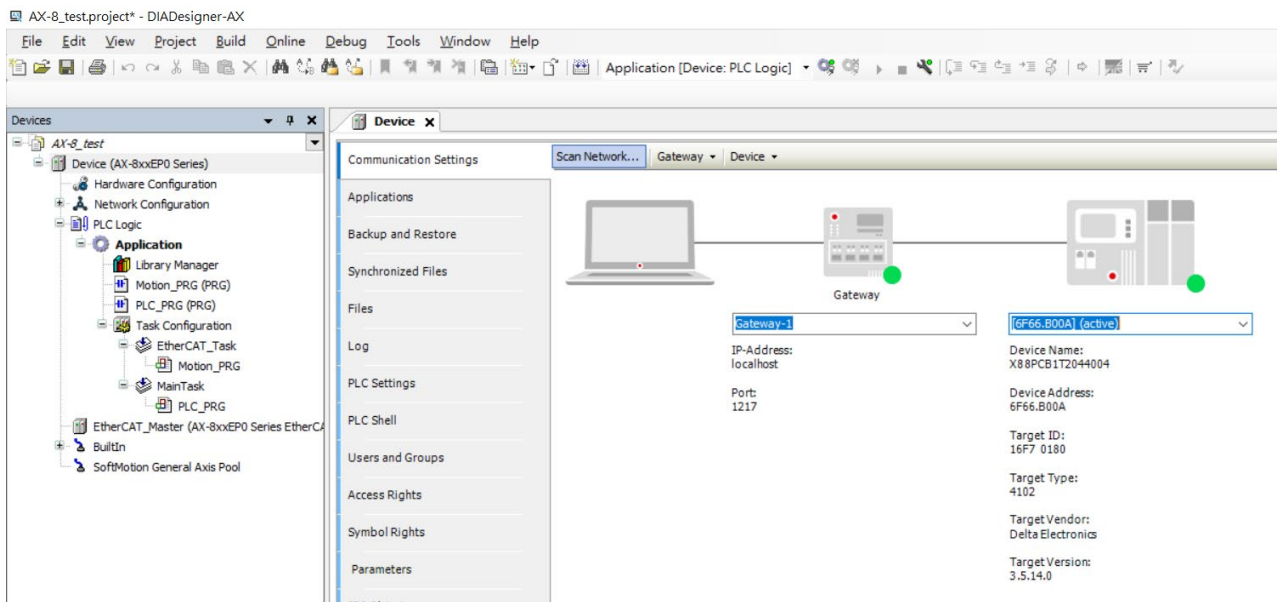 AX-8_test.project* - DIADesigner-AX
File Edit View Project Build Online Debug Tools Window Help
Application [Device: PLC Logic]
Devices
AX-8_test
Device (AX-8xxEP0 Series)
Hardware Configuration
Network Configuration
PLC Logic
Application
Library Manager
Motion_PRG (PRG)
PLC_PRG (PRG)
Task Configuration
EtherCAT_Task
Motion_PRG
MainTask
PLC_PRG
EtherCAT_Master (AX-8xxEP0 Series EtherCA
BuiltIn
SoftMotion General Axis Pool
Device
Communication Settings
Applications
Backup and Restore
Synchronized Files
Files
Log
PLC Settings
PLC Shell
Users and Groups
Access Rights
Symbol Rights
Parameters
Scan Network... Gateway Device
Gateway
Gateway-1
IP-Address:
localhost
Port:
1217
[6F66.B00A] (active)
Device Name:
X88PCB1T2044004
Device Address:
6F66.B00A
Target ID:
16F7 0180
Target Type:
4102
Target Vendor:
Delta Electronics
Target Version:
3.5.14.0